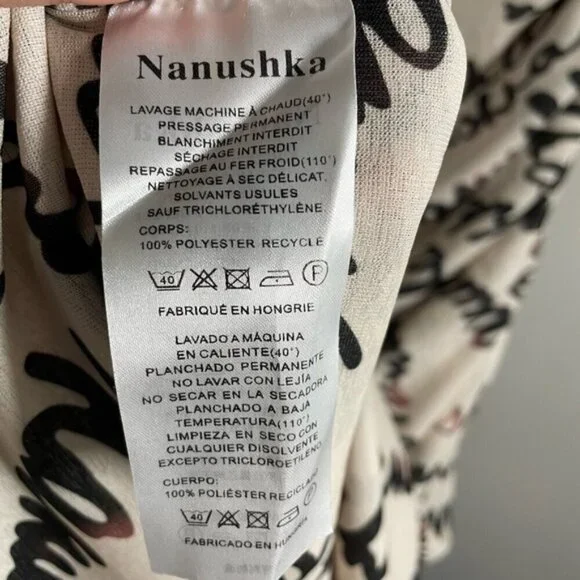 Nanushka
LAVAGE MACHINE À CHAUD(40°)
PRESSAGE PERMANENT
BLANCHIMENT INTERDIT
SÉCHAGE INTERDIT
REPASSAGE AU FER FROID(110°)
NETTOYAGE À SEC DÉLICAT.
SOLVANTS USULES
SAUF TRICHLORÉTHYLÈNE
CORPS:
100% POLYESTER RECYCLÉ
40 F
FABRIQUÉ EN HONGRIE
LAVADO A MÁQUINA
EN CALIENTE(40°)
PLANCHADO PERMANENTE
NO LAVAR CON LEJÍA
NO SECAR EN LA SECADORA
PLANCHADO A BAJA
TEMPERATURA(110°)
LIMPIEZA EN SECO CON
CUALQUIER DISOLVENTE
EXCEPTO TRICLOROETILENO
CUERPO:
100% POLIÉSTER RECICLADO
40 F
FABRICADO EN HUNGRÍA